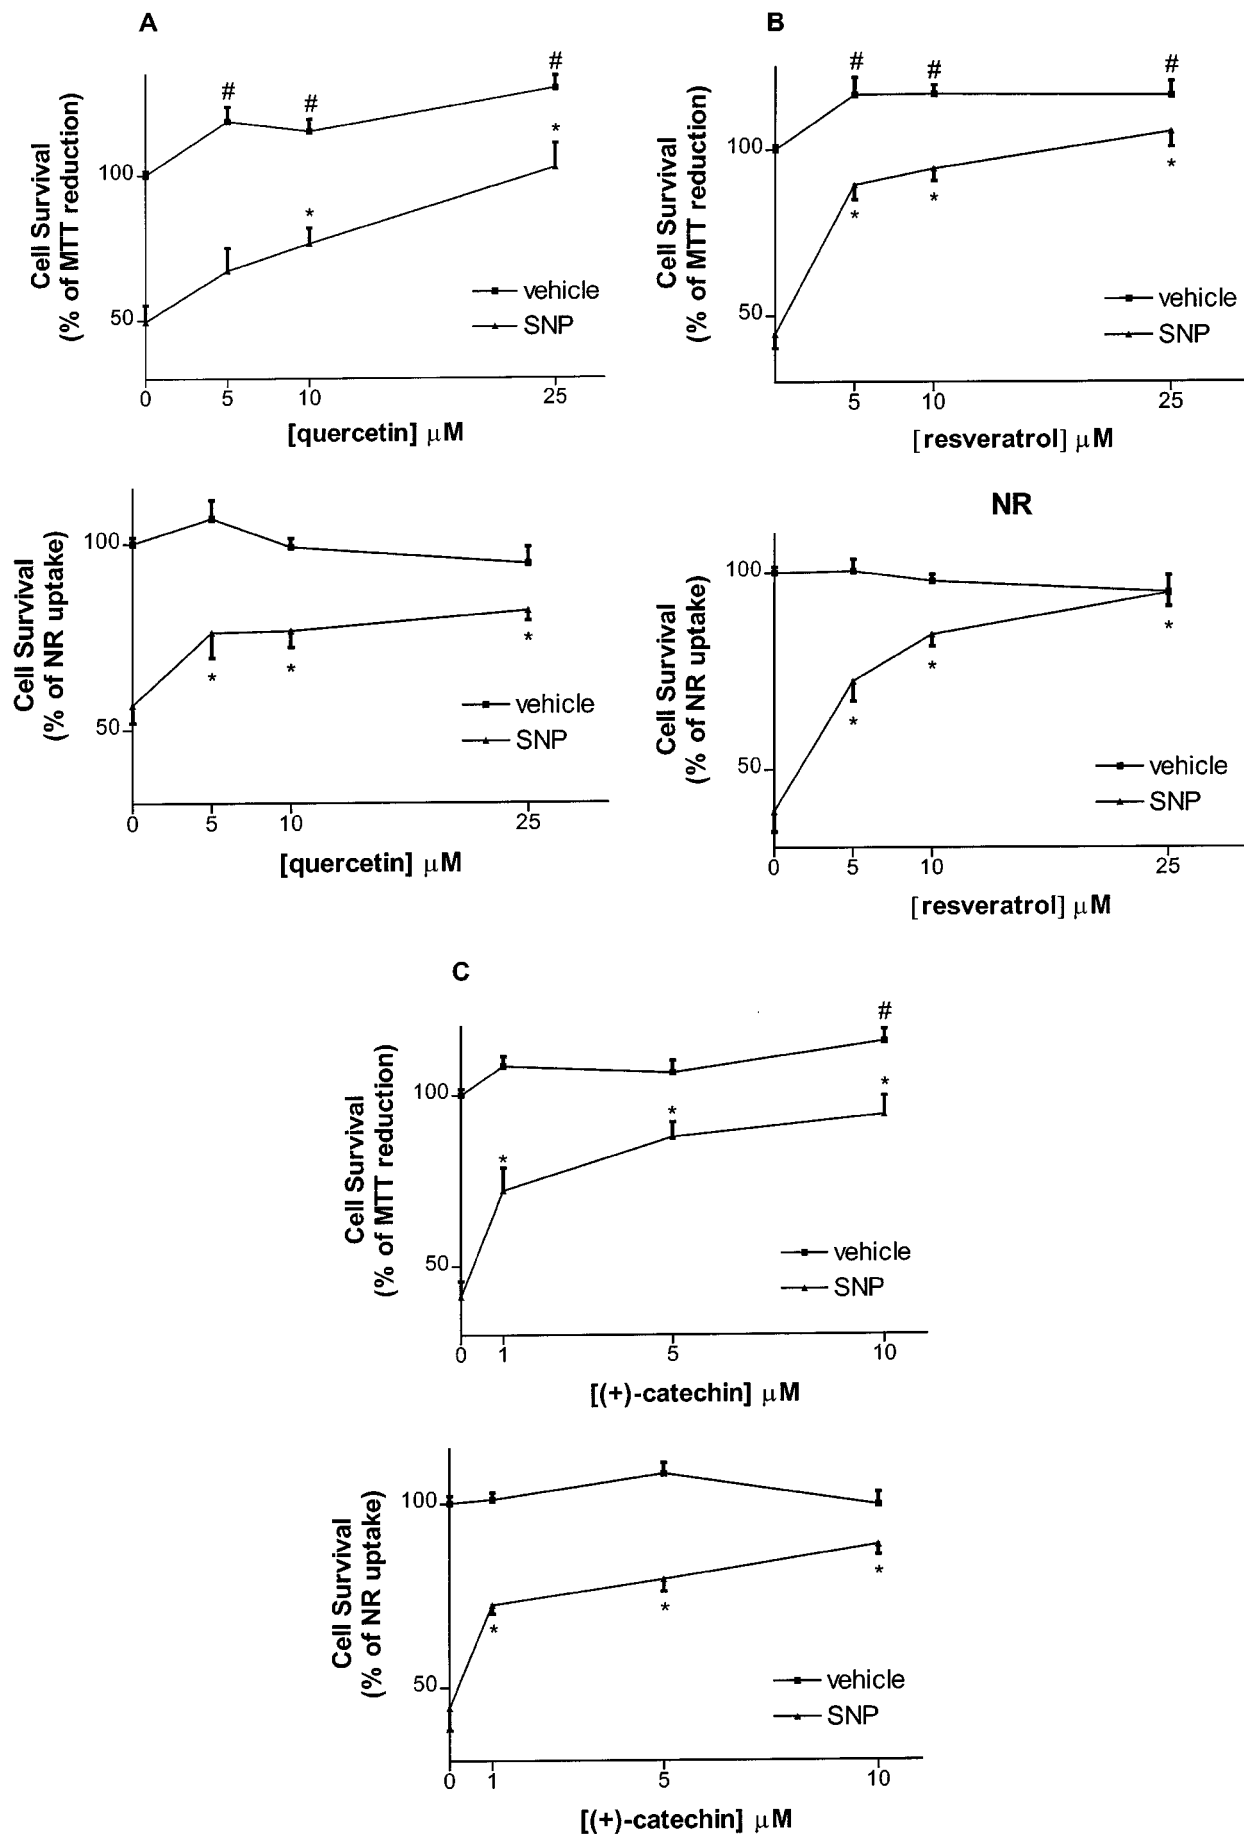 A
# # #
* *
Cell Survival
(% of MTT reduction)
100
50
vehicle
SNP
0 5 10 25
[quercetin] μM
Cell Survival
(% of NR uptake)
100
50
* * *
vehicle
SNP
0 5 10 25
[quercetin] μM
B
# # #
* * *
Cell Survival
(% of MTT reduction)
100
50
vehicle
SNP
5 10 25
[resveratrol] μM
NR
Cell Survival
(% of NR uptake)
100
50
* * *
vehicle
SNP
0 5 10 25
[resveratrol] μM
C
#
* * *
Cell Survival
(% of MTT reduction)
100
50
vehicle
SNP
0 1 5 10
[(+)-catechin] μM
Cell Survival
(% of NR uptake)
100
50
* * *
vehicle
SNP
0 1 5 10
[(+)-catechin] μM